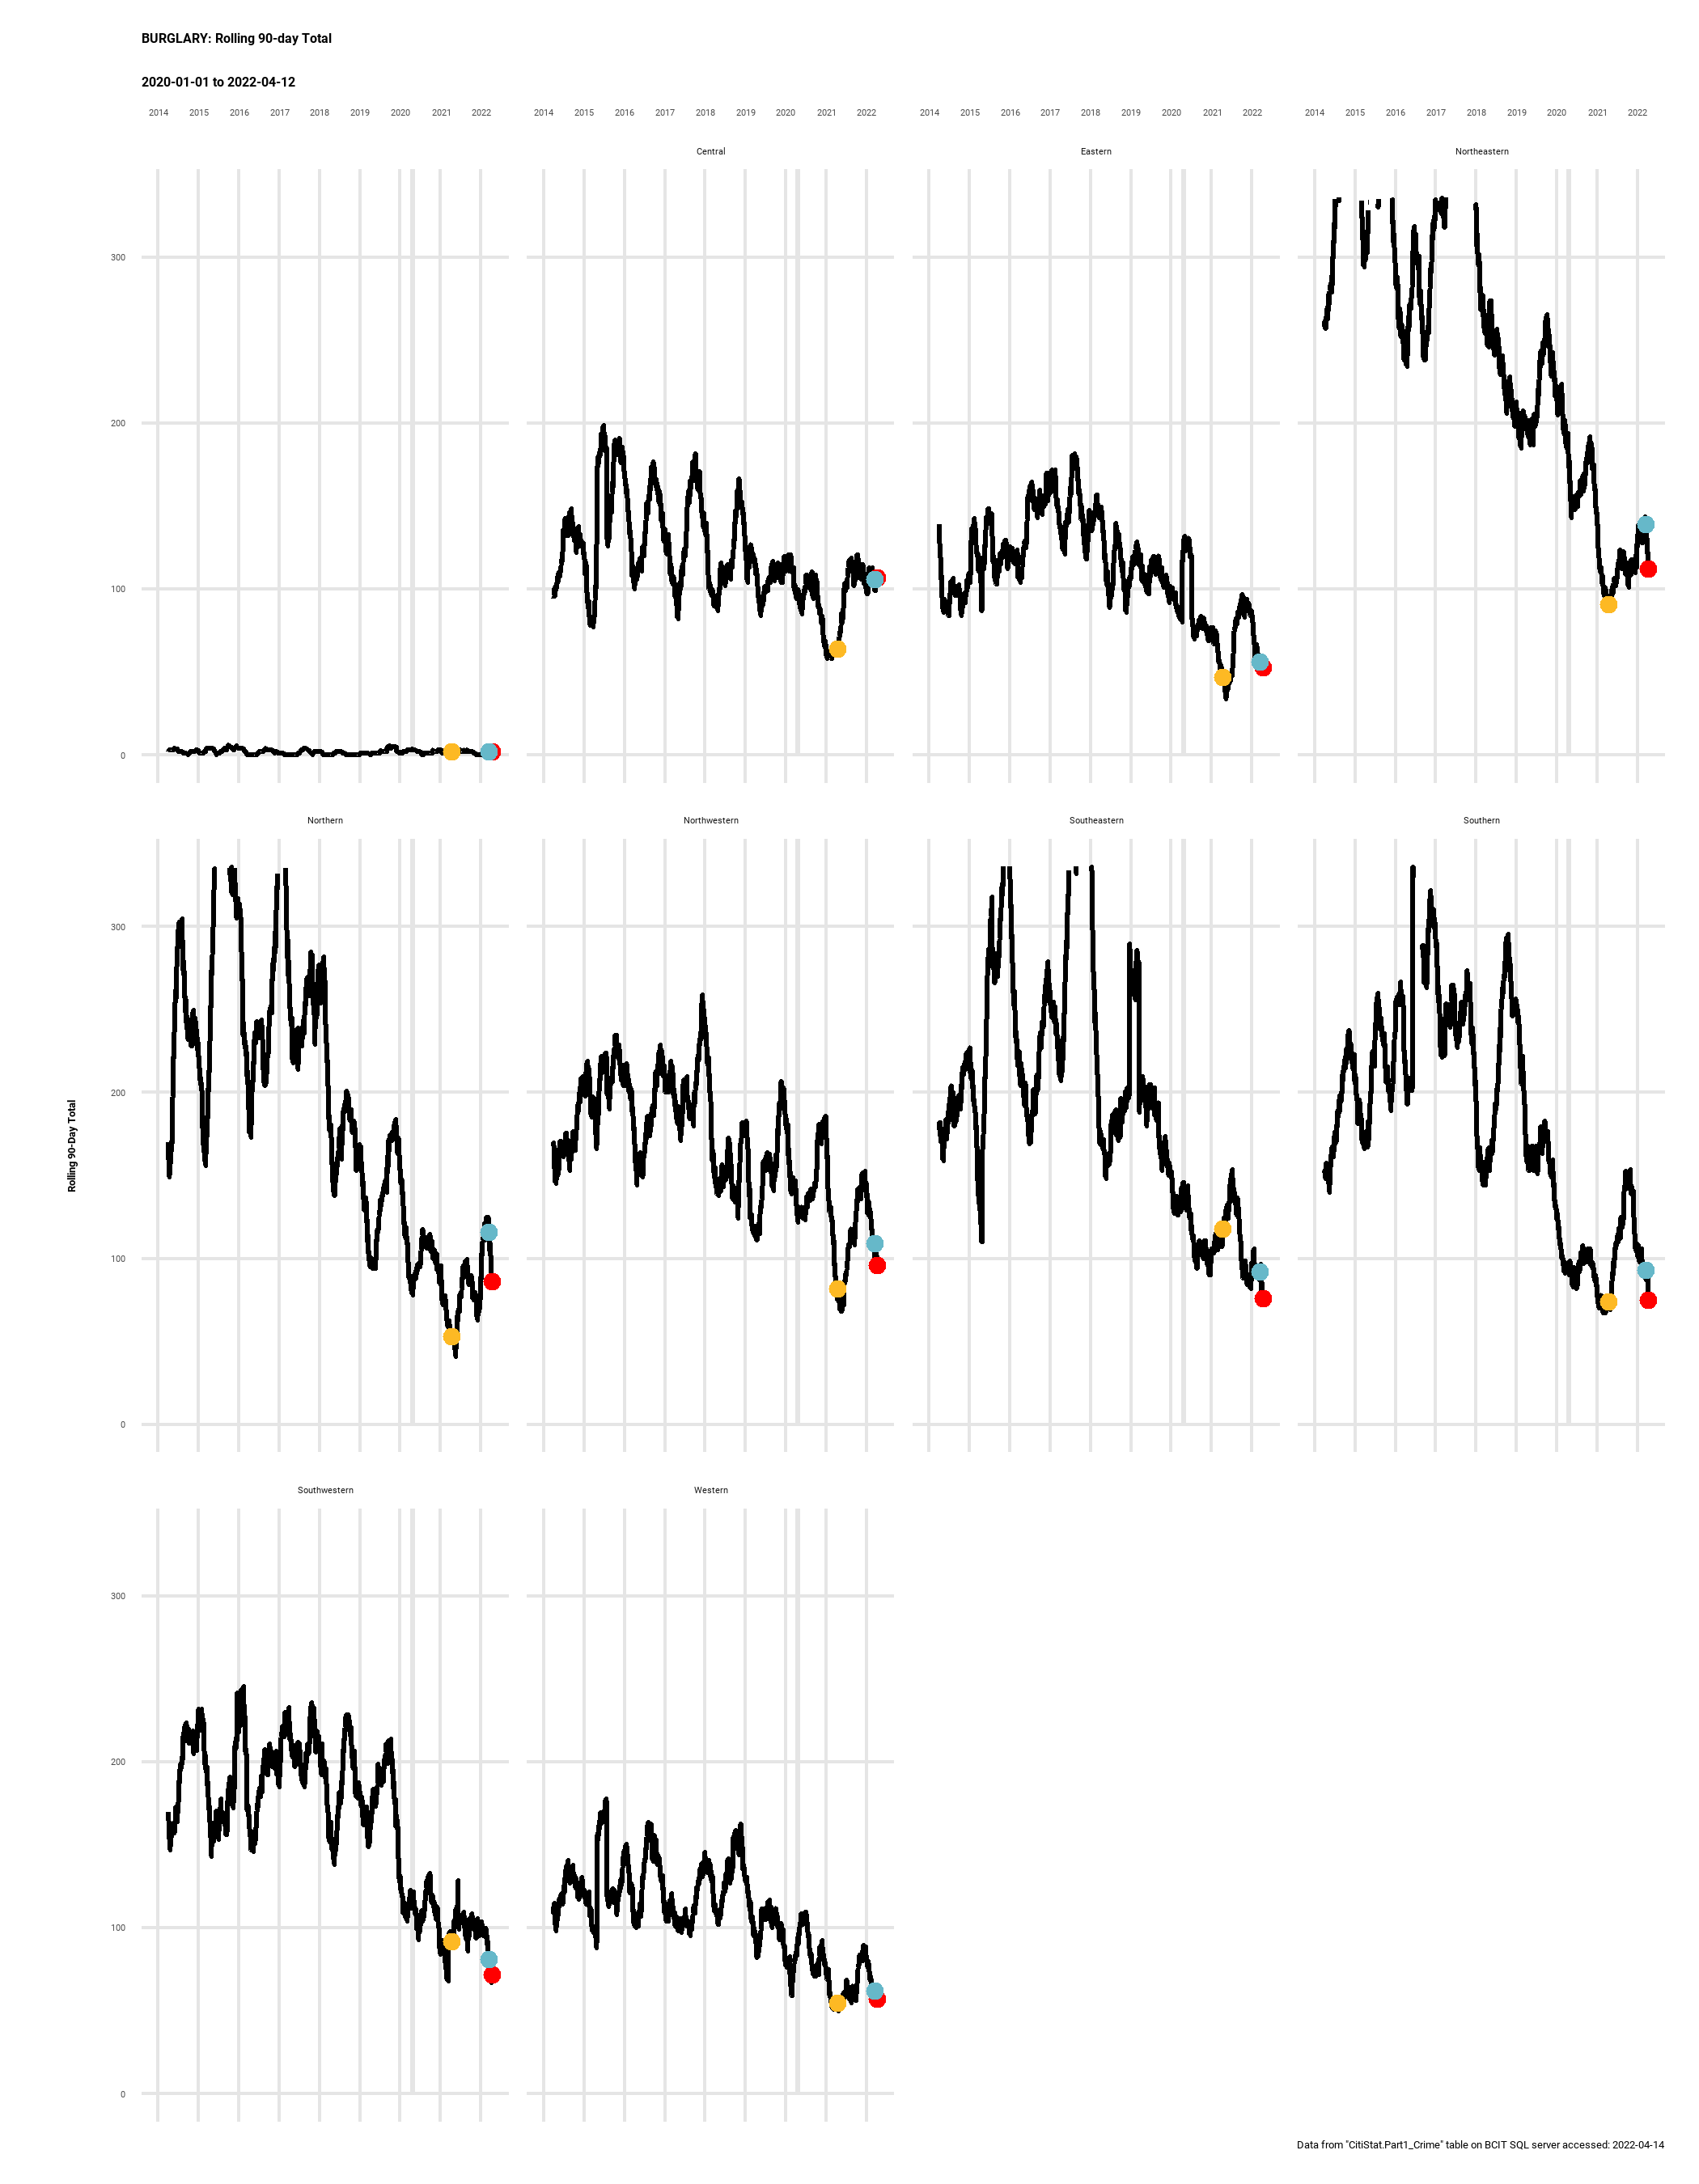 BURGLARY: Rolling 90-day Total
2020-01-01 to 2022-04-12
2014 2015 2016 2017 2018 2019 2020 2021 2022 2014 2015 2016 2017 2018 2019 2020 2021 2022 2014 2015 2016 2017 2018 2019 2020 2021 2022 2014 2015 2016 2017 2018 2019 2020 2021 2022
Central Eastern Northeastern
300
200
100
0
Northern Northwestern Southeastern Southern
300
200
Rolling 90-Day Total
100
0
Southwestern Western
300
200
100
0
Data from "CitiStat.Part1_Crime" table on BCIT SQL server accessed: 2022-04-14